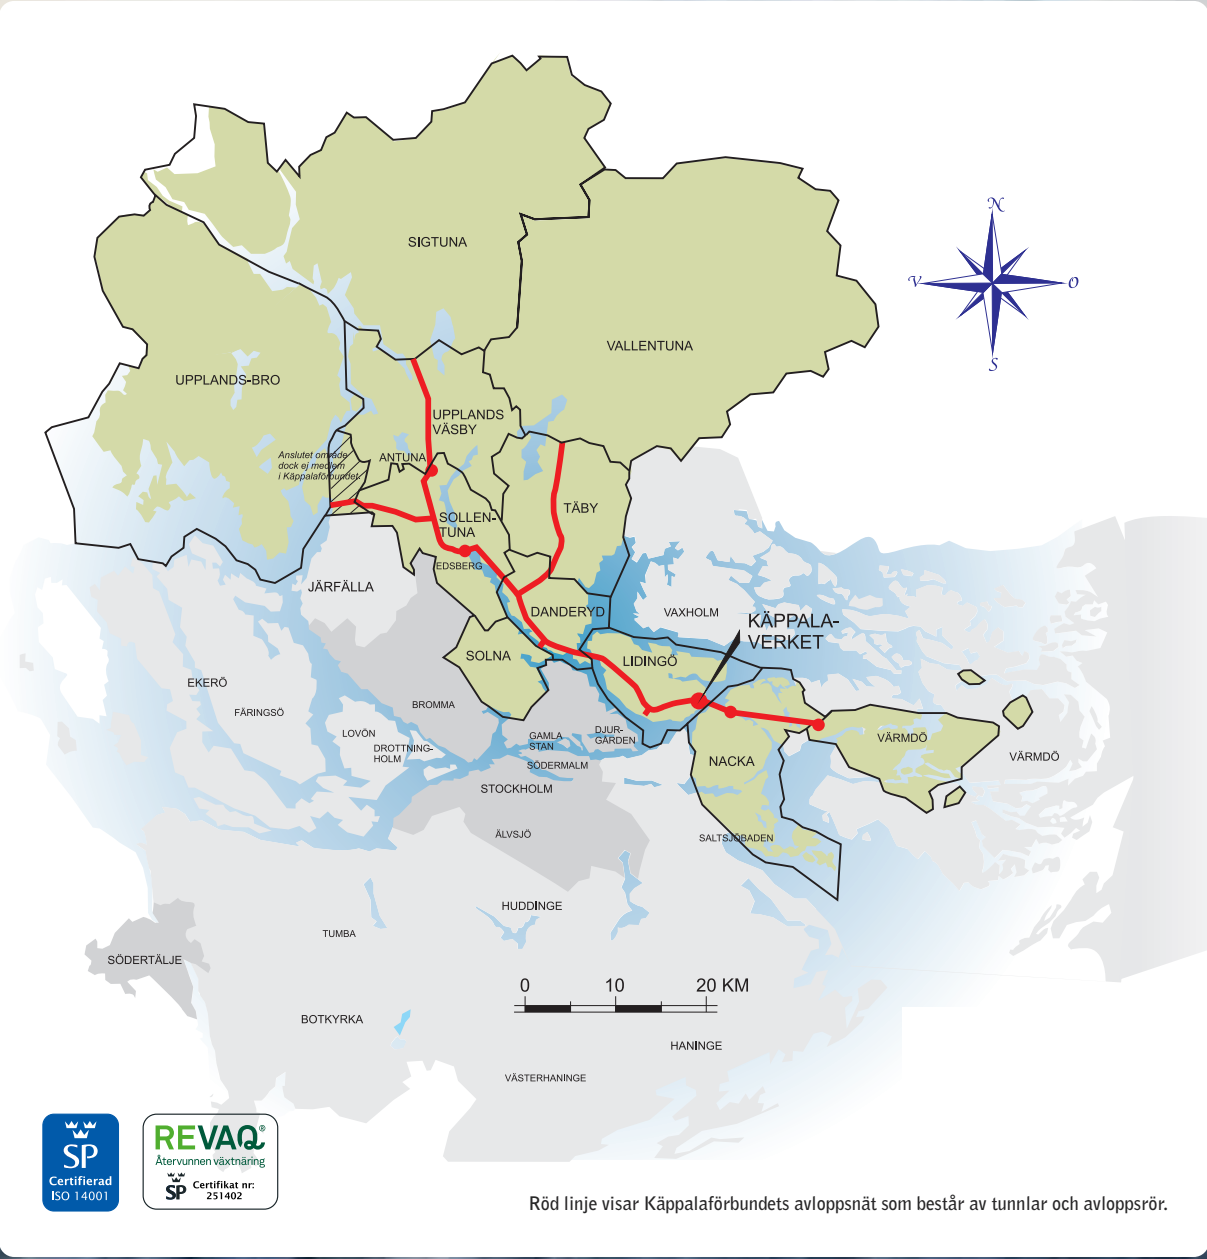 N
V
O
S
SIGTUNA
VALLENTUNA
UPPLANDS-BRO
UPPLANDS
VÄSBY
ANTUNA
Anslutet område
dock ej medlem
i Käppalaförbundet.
TÄBY
SOLLEN-
TUNA
EDSBERG
JÄRFÄLLA
DANDERYD
VAXHOLM
KÄPPALA-
VERKET
SOLNA
LIDINGÖ
EKERÖ
FÄRINGSÖ
BROMMA
LOVÖN
DROTTNING-
HOLM
GAMLA
STAN
DJUR-
GÅRDEN
SÖDERMALM
STOCKHOLM
NACKA
VÄRMDÖ
VÄRMDÖ
ÄLVSJÖ
SALTSJÖBADEN
HUDDINGE
TUMBA
SÖDERTÄLJE
0 10 20 KM
BOTKYRKA
HANINGE
VÄSTERHANINGE
SP
Certifierad
ISO 14001
REVAQ®
Återvunnen växtnäring
SP
Certifikat nr:
251402
Röd linje visar Käppalaförbundets avloppsnät som består av tunnlar och avloppsrör.